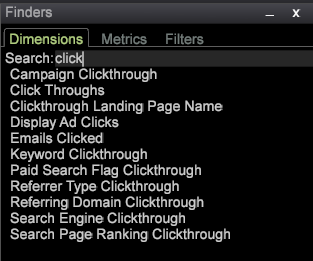 Finders
Dimensions Metrics Filters
Search:click
Campaign Clickthrough
Click Throughs
Clickthrough Landing Page Name
Display Ad Clicks
Emails Clicked
Keyword Clickthrough
Paid Search Flag Clickthrough
Referrer Type Clickthrough
Referring Domain Clickthrough
Search Engine Clickthrough
Search Page Ranking Clickthrough